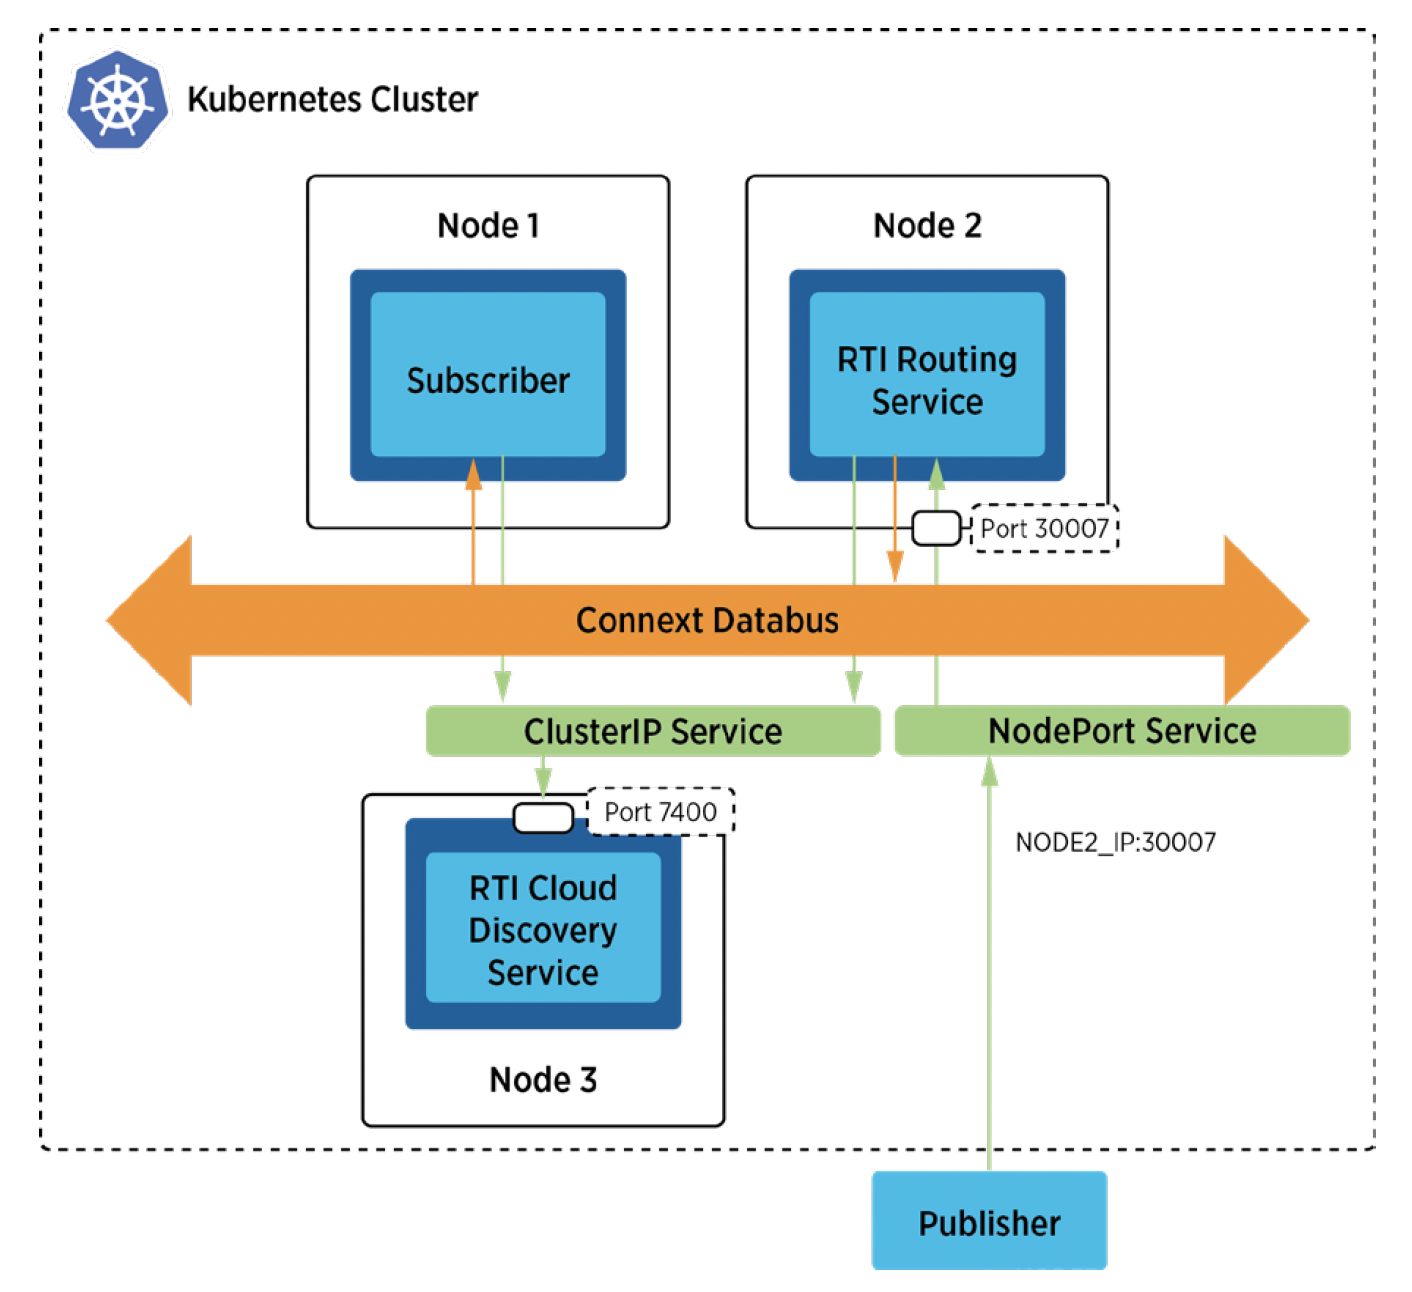 Kubernetes Cluster
Node 1
Subscriber
Node 2
RTI Routing
Service
Port 30007
Connext Databus
ClusterIP Service
NodePort Service
Port 7400
RTI Cloud
Discovery
Service
Node 3
NODE2_IP:30007
Publisher